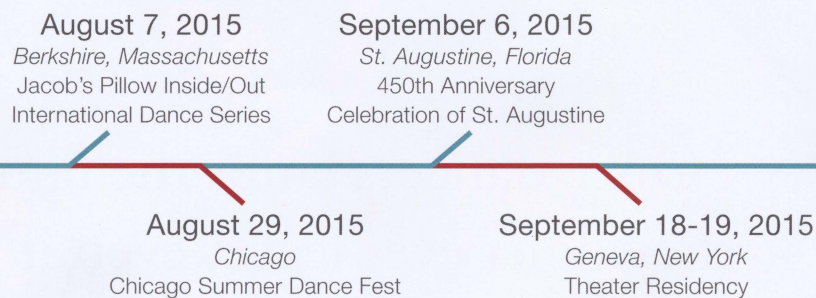 August 7, 2015
Berkshire, Massachusetts
Jacob's Pillow Inside/Out
International Dance Series
August 29, 2015
Chicago
Chicago Summer Dance Fest
September 6, 2015
St. Augustine, Florida
450th Anniversary
Celebration of St. Augustine
September 18-19, 2015
Geneva, New York
Theater Residency